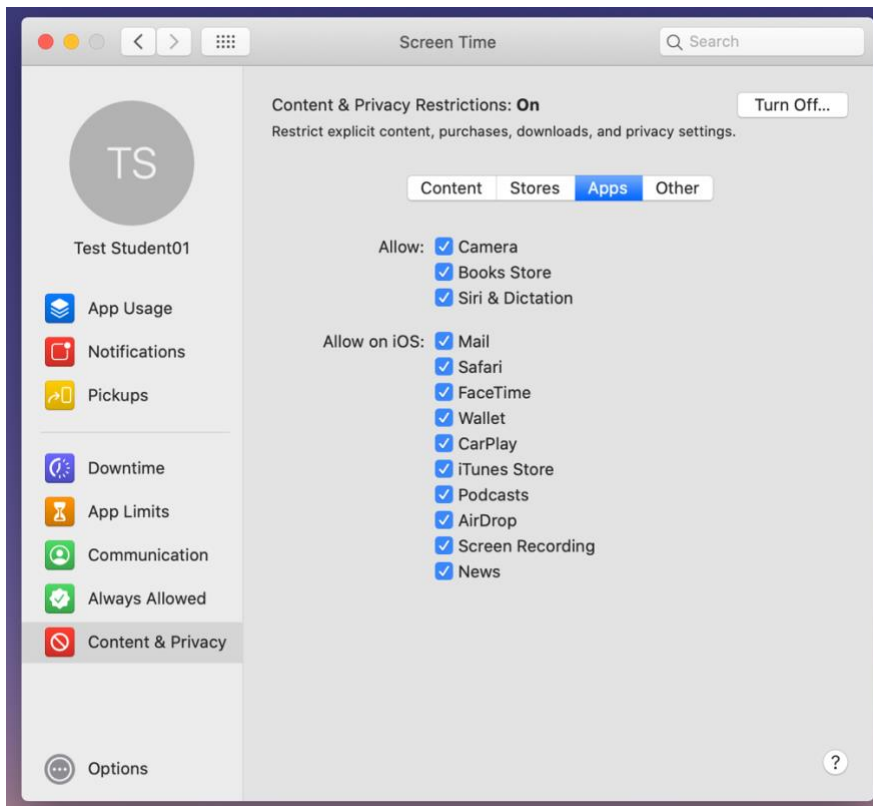 Screen Time
Search
TS
Test Student01
App Usage
Notifications
Pickups
Downtime
App Limits
Communication
Always Allowed
Content & Privacy
Options
Content & Privacy Restrictions: On
Turn Off...
Restrict explicit content, purchases, downloads, and privacy settings.
Content Stores Apps Other
Allow: Camera
Books Store
Siri & Dictation
Allow on iOS: Mail
Safari
FaceTime
Wallet
CarPlay
iTunes Store
Podcasts
AirDrop
Screen Recording
News
?